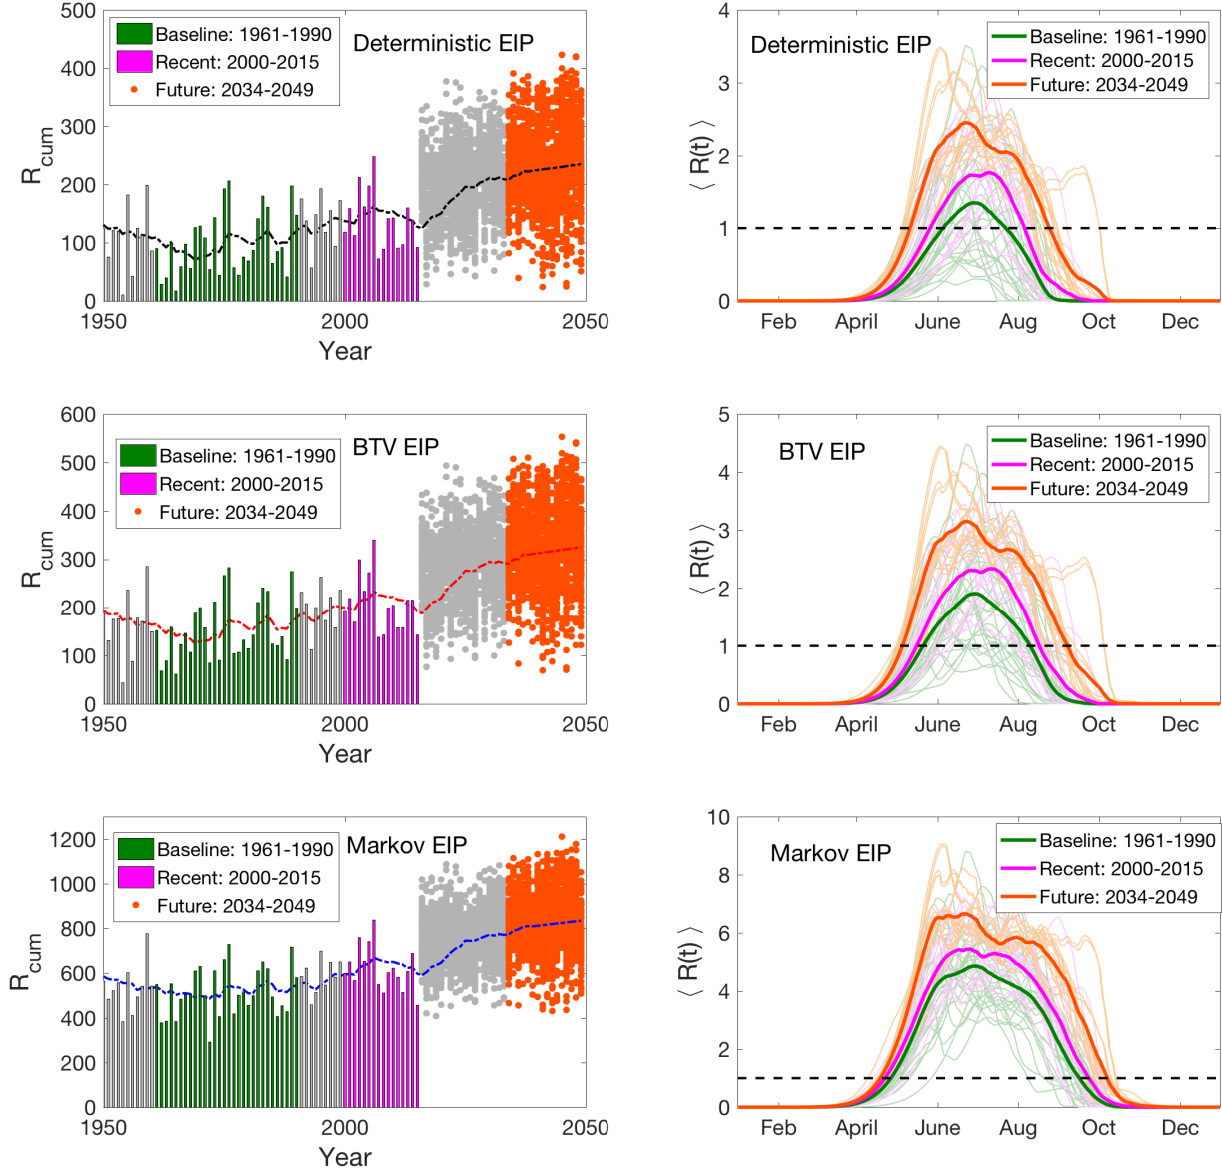 500
400
300
200
100
0
R_cum
Baseline: 1961-1990
Recent: 2000-2015
Future: 2034-2049
Deterministic EIP
1950
2000
2050
Year
4
3
2
1
0
⟨ R(t) ⟩
Deterministic EIP
Baseline: 1961-1990
Recent: 2000-2015
Future: 2034-2049
Feb
April
June
Aug
Oct
Dec
600
500
400
300
200
100
0
R_cum
BTV EIP
Baseline: 1961-1990
Recent: 2000-2015
Future: 2034-2049
1950
2000
2050
Year
5
4
3
2
1
0
⟨ R(t) ⟩
BTV EIP
Baseline: 1961-1990
Recent: 2000-2015
Future: 2034-2049
Feb
April
June
Aug
Oct
Dec
1200
1000
800
600
400
200
0
R_cum
Markov EIP
Baseline: 1961-1990
Recent: 2000-2015
Future: 2034-2049
1950
2000
2050
Year
10
8
6
4
2
0
⟨ R(t) ⟩
Markov EIP
Baseline: 1961-1990
Recent: 2000-2015
Future: 2034-2049
Feb
April
June
Aug
Oct
Dec